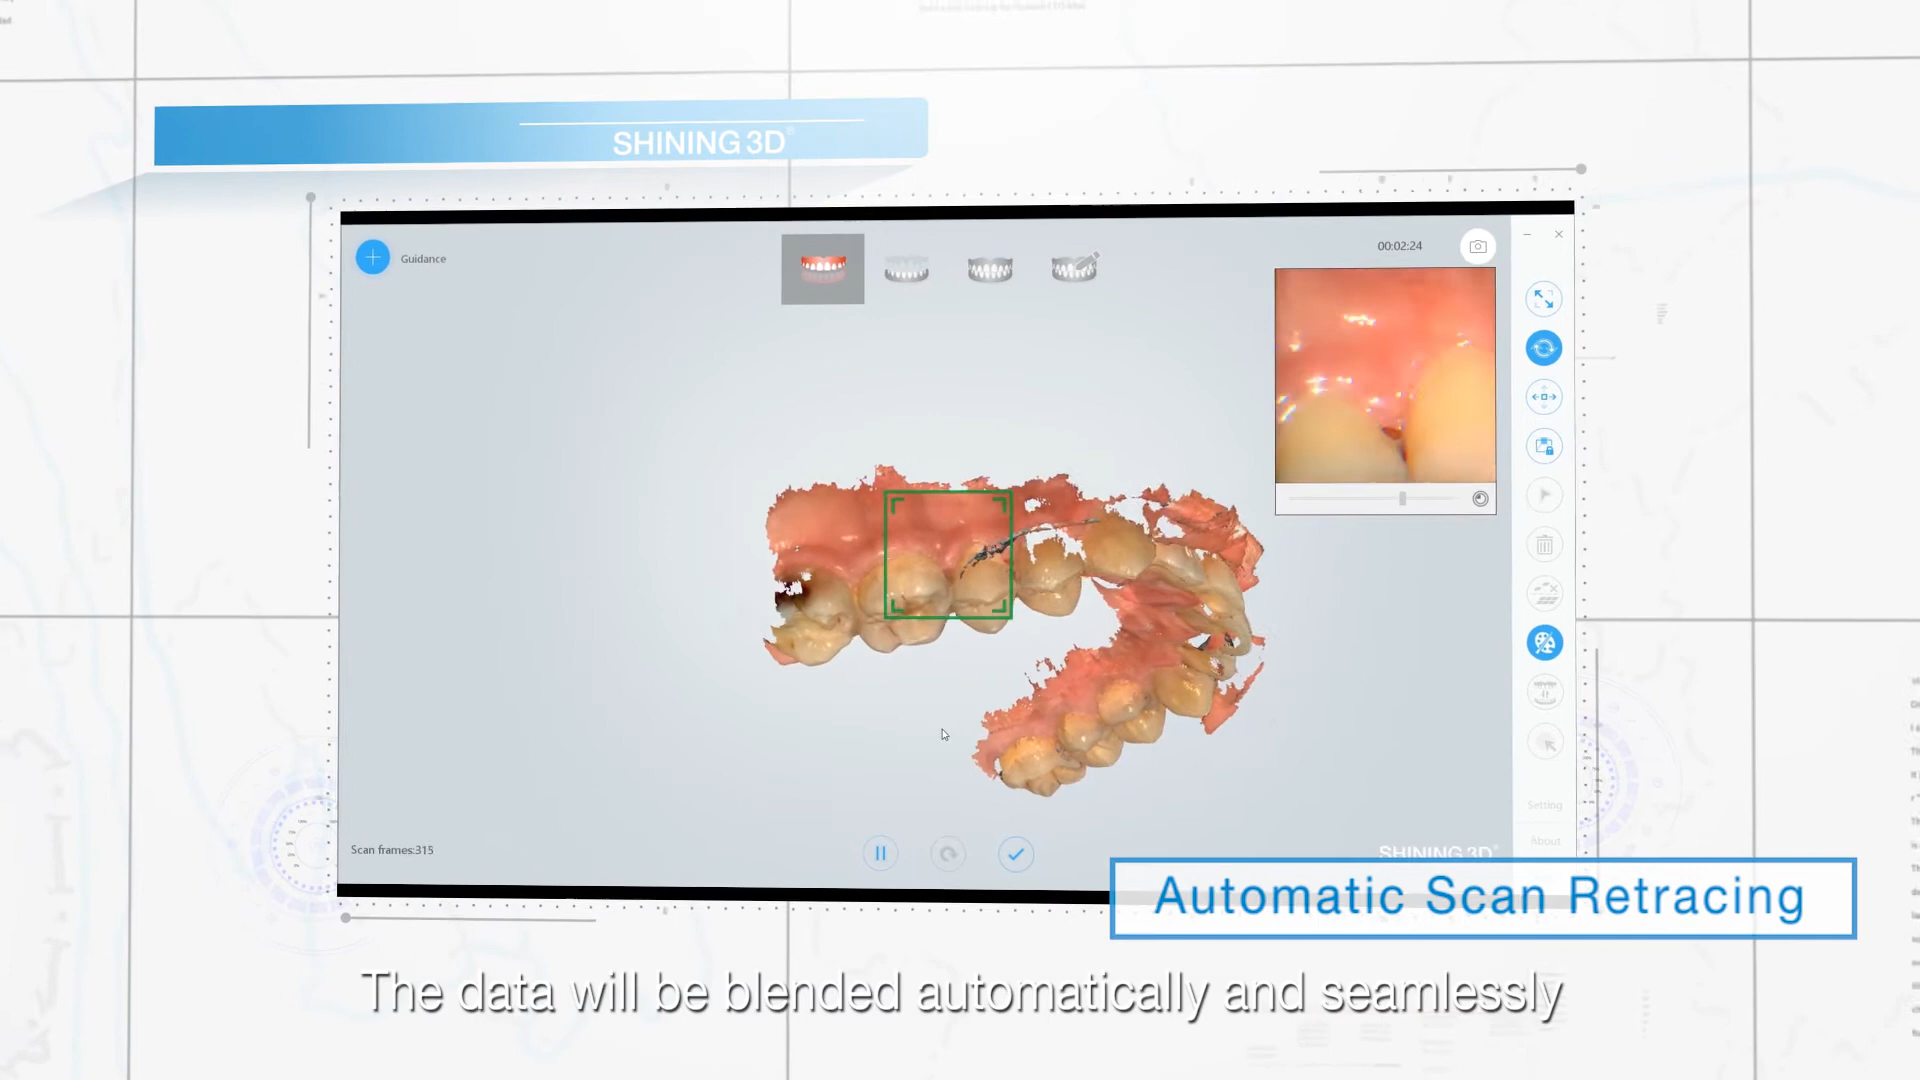 SHINING 3D®
Guidance
00:02:24
Scan frames:315
Setting
About
SHINING 3D®
Automatic Scan Retracing
The data will be blended automatically and seamlessly